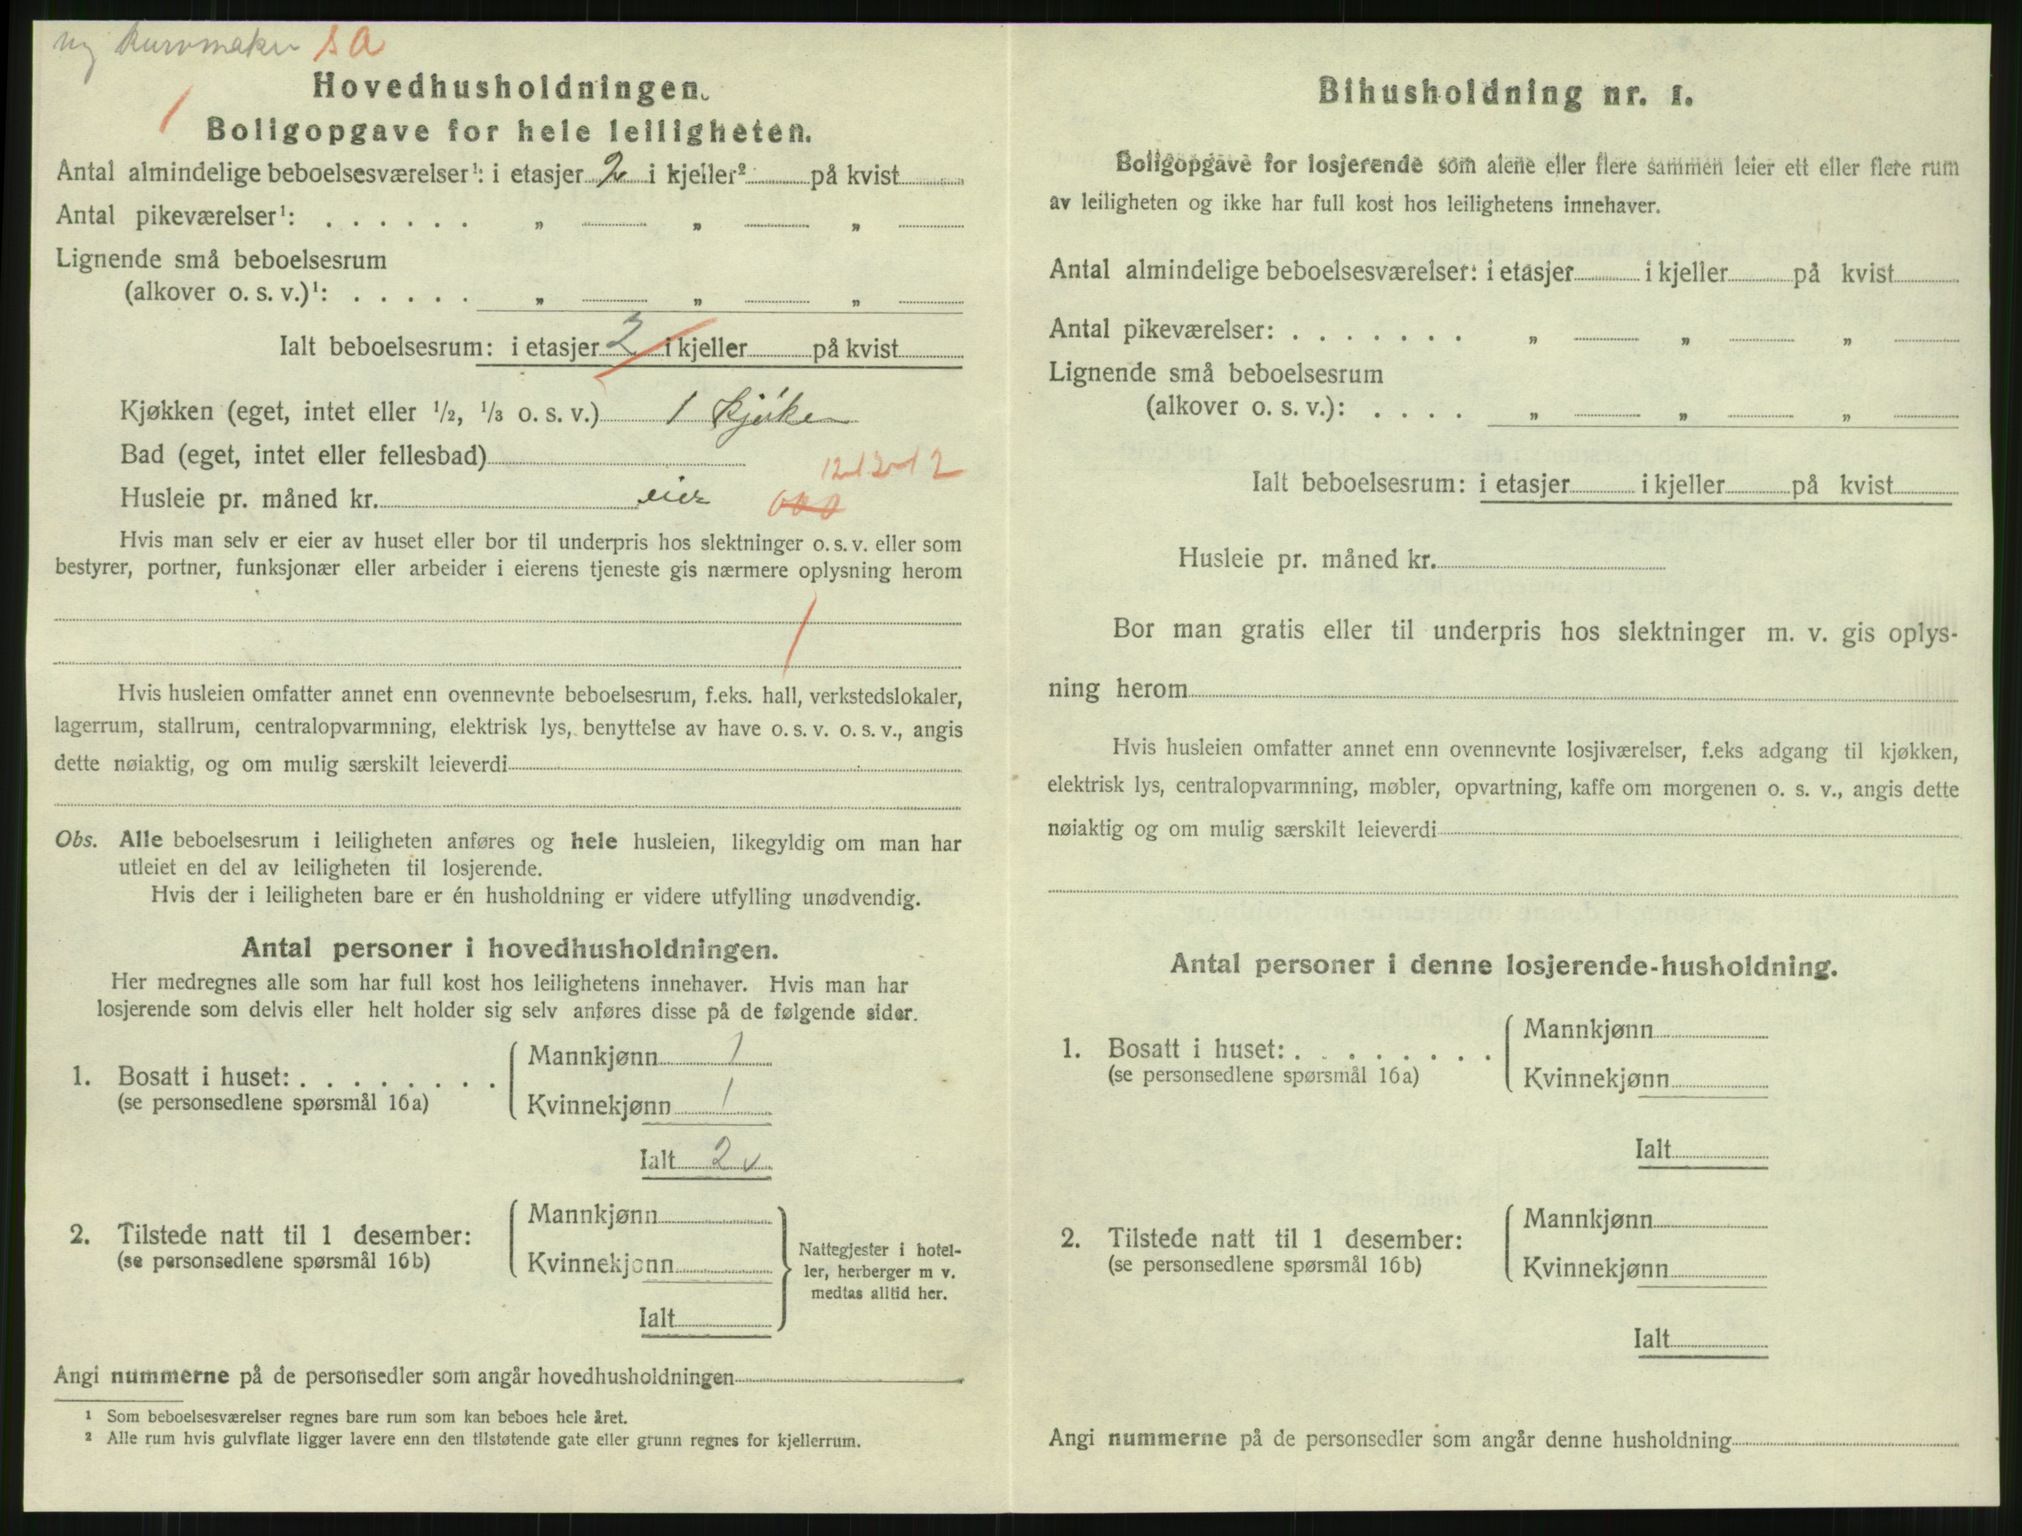 ny kurvmaker s a
Hovedhusholdningen.
1
Boligopgave for hele leiligheten.
Antal almindelige beboelsesværelser¹: i etasjer 2 i kjeller² på kvist
Antal pikeværelser¹: . . . . . . „ „ „
Lignende små beboelsesrum
(alkover o. s. v.)¹: . . . . . „ „ „
Ialt beboelsesrum: i etasjer 2 i kjeller på kvist
Kjøkken (eget, intet eller 1/2, 1/3 o. s. v.) 1 kjøken
Bad (eget, intet eller fellesbad)
Husleie pr. måned kr. eier 000
Hvis man selv er eier av huset eller bor til underpris hos slektninger o. s. v. eller som
bestyrer, portner, funksjonær eller arbeider i eierens tjeneste gis nærmere oplysning herom
1
Hvis husleien omfatter annet enn ovennevnte beboelsesrum, f.eks. hall, verkstedslokaler,
lagerrum, stallrum, centralopvarmning, elektrisk lys, benyttelse av have o. s. v. o. s. v., angis
dette nøiaktig, og om mulig særskilt leieverdi
Obs. Alle beboelsesrum i leiligheten anføres og hele husleien, likegyldig om man har
utleiet en del av leiligheten til losjerende.
Hvis der i leiligheten bare er én husholdning er videre utfylling unødvendig.
Antal personer i hovedhusholdningen.
Her medregnes alle som har full kost hos leilighetens innehaver. Hvis man har
losjerende som delvis eller helt holder sig selv anføres disse på de følgende sider.
Mannkjønn 1
1. Bosatt i huset: . . . . . . . .
(se personsedlene spørsmål 16a)
Kvinnekjønn 1
Ialt 2 v
Mannkjønn
2. Tilstede natt til 1 desember:
(se personsedlene spørsmål 16b)
Kvinnekjønn
Ialt
Nattegjester i hotel-
ler, herberger m v.
medtas alltid her.
Angi nummerne på de personsedler som angår hovedhusholdningen
¹ Som beboelsesværelser regnes bare rum som kan beboes hele året.
² Alle rum hvis gulvflate ligger lavere enn den tilstøtende gate eller grunn regnes for kjellerrum.
Bihusholdning nr. 1.
Boligopgave for losjerende som alene eller flere sammen leier ett eller flere rum
av leiligheten og ikke har full kost hos leilighetens innehaver.
Antal almindelige beboelsesværelser: i etasjer i kjeller på kvist
Antal pikeværelser: . . . . . . . „ „ „
Lignende små beboelsesrum
(alkover o. s. v.): . . . . „ „ „
Ialt beboelsesrum: i etasjer i kjeller på kvist
Husleie pr. måned kr.
Bor man gratis eller til underpris hos slektninger m. v. gis oplys-
ning herom
Hvis husleien omfatter annet enn ovennevnte losjiværelser, f.eks adgang til kjøkken,
elektrisk lys, centralopvarmning, møbler, opvartning, kaffe om morgenen o. s. v., angis dette
nøiaktig og om mulig særskilt leieverdi
Antal personer i denne losjerende-husholdning.
Mannkjønn
1. Bosatt i huset: . . . . . . . .
(se personsedlene spørsmål 16a)
Kvinnekjønn
Ialt
Mannkjønn
2. Tilstede natt til 1 desember:
(se personsedlene spørsmål 16b)
Kvinnekjønn
Ialt
Angi nummerne på de personsedler som angår denne husholdning